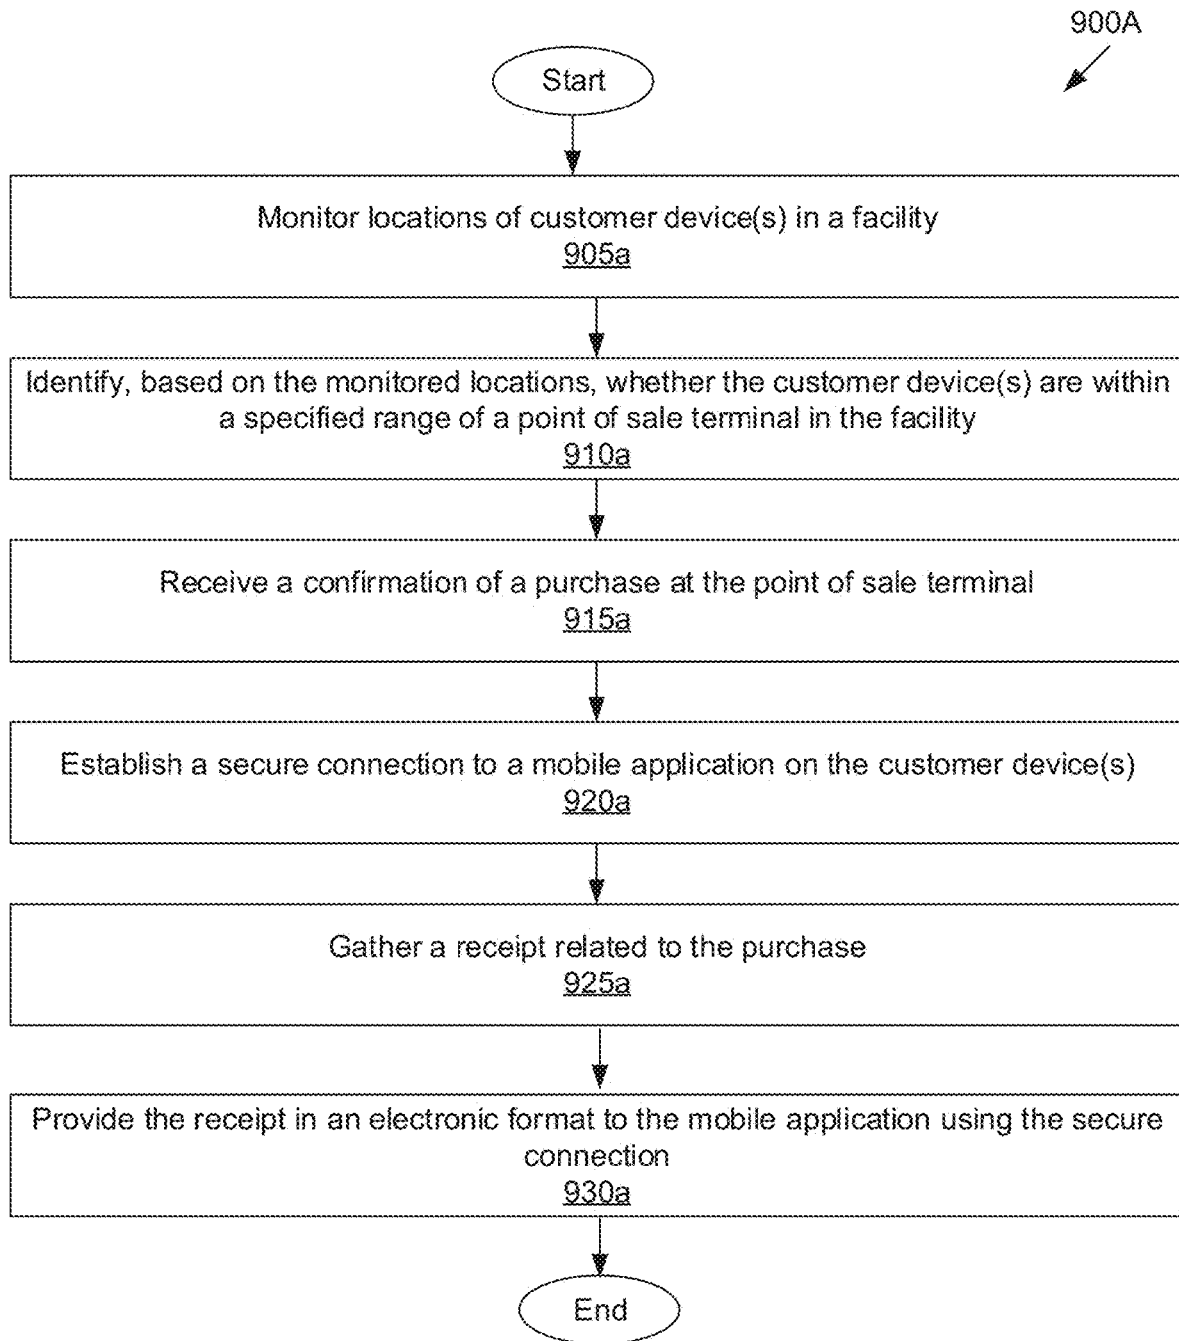 900A
Start
Monitor locations of customer device(s) in a facility
905a
Identify, based on the monitored locations, whether the customer device(s) are within
a specified range of a point of sale terminal in the facility
910a
Receive a confirmation of a purchase at the point of sale terminal
915a
Establish a secure connection to a mobile application on the customer device(s)
920a
Gather a receipt related to the purchase
925a
Provide the receipt in an electronic format to the mobile application using the secure
connection
930a
End